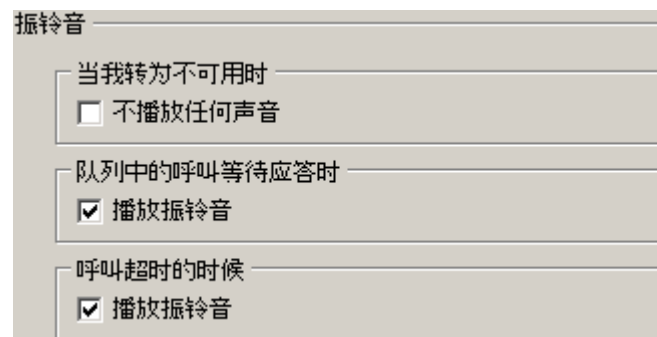 振铃音
当我转为不可用时
不播放任何声音
队列中的呼叫等待应答时
播放振铃音
呼叫超时的时候
播放振铃音